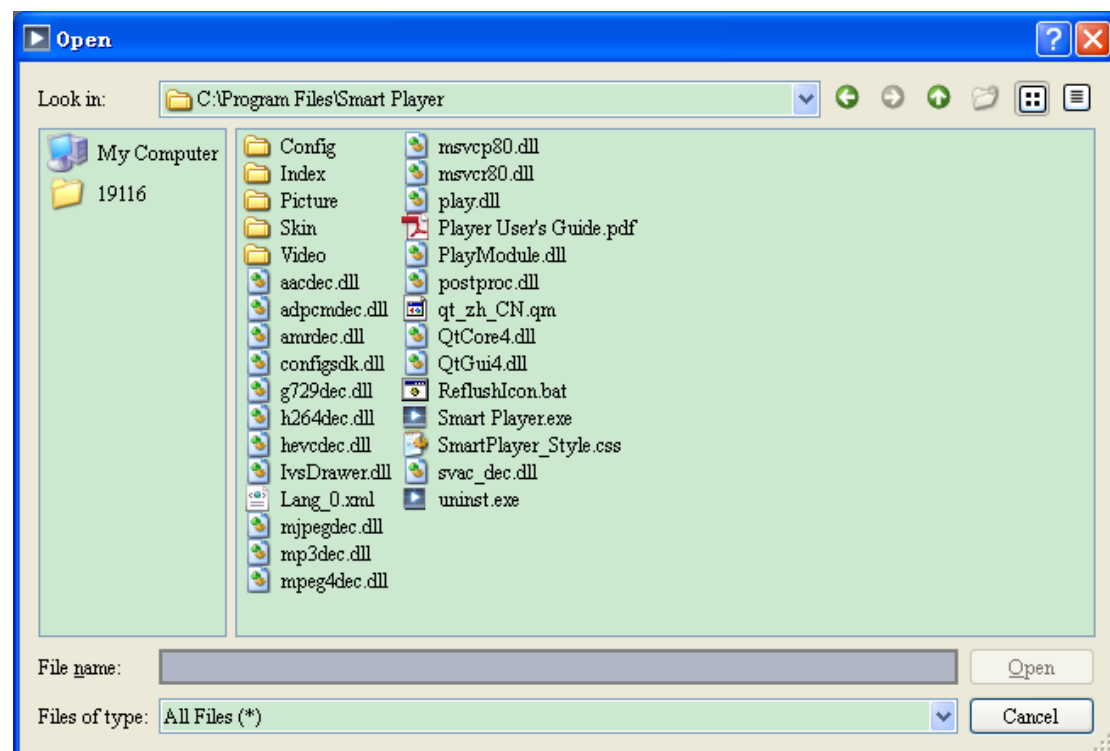 Open
Look in:
C:\Program Files\Smart Player
My Computer
19116
Config
Index
Picture
Skin
Video
aacdec.dll
adpcmdec.dll
amrdec.dll
configsdk.dll
g729dec.dll
h264dec.dll
hevcdec.dll
IvsDrawer.dll
Lang_0.xml
mjpegdec.dll
mp3dec.dll
mpeg4dec.dll
msvcp80.dll
msvcr80.dll
play.dll
Player User's Guide.pdf
PlayModule.dll
postproc.dll
qt_zh_CN.qm
QtCore4.dll
QtGui4.dll
ReflushIcon.bat
Smart Player.exe
SmartPlayer_Style.css
svac_dec.dll
uninst.exe
File name:
Open
Files of type:
All Files (*)
Cancel